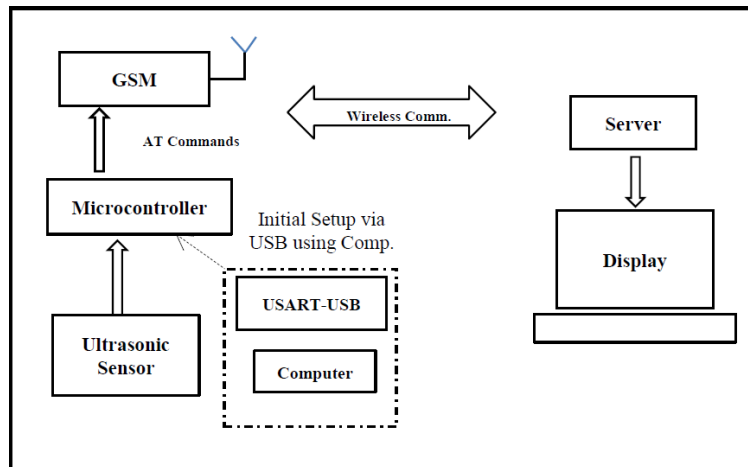 GSM
Wireless Comm.
Server
AT Commands
Microcontroller
Initial Setup via
USB using Comp.
Display
USART-USB
Ultrasonic
Sensor
Computer